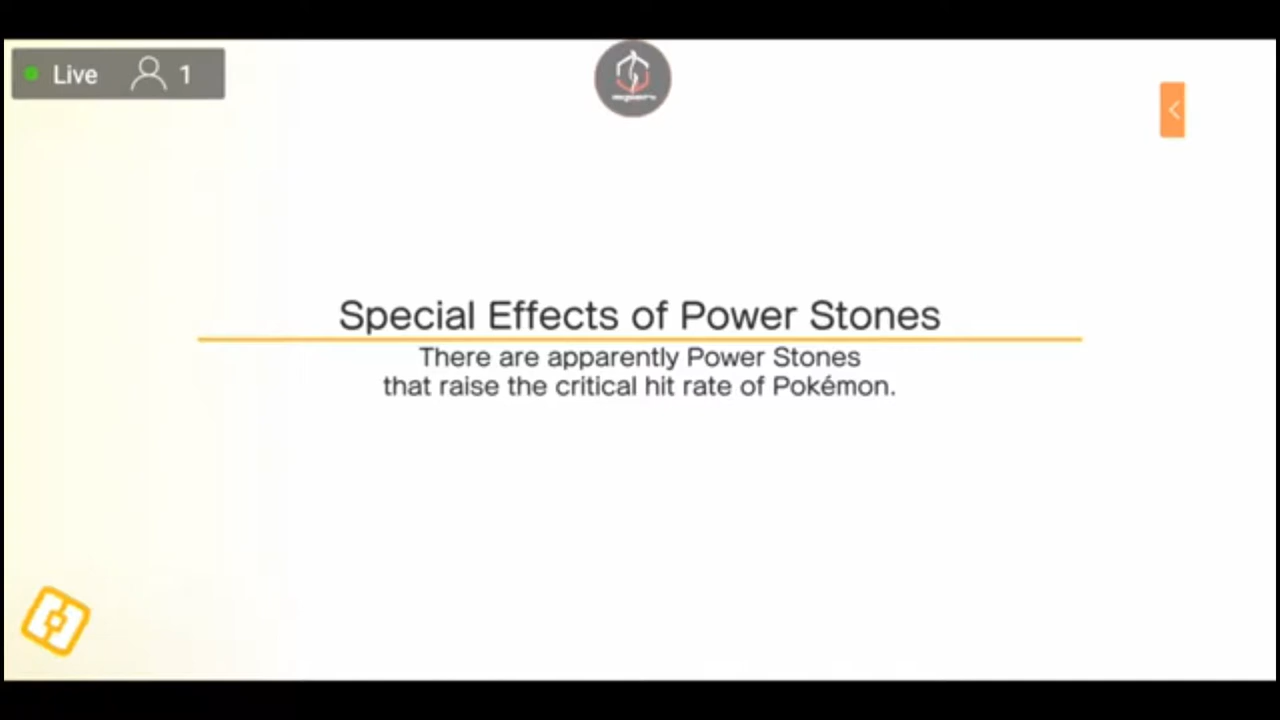 Live 1
Special Effects of Power Stones
There are apparently Power Stones
that raise the critical hit rate of Pokémon.